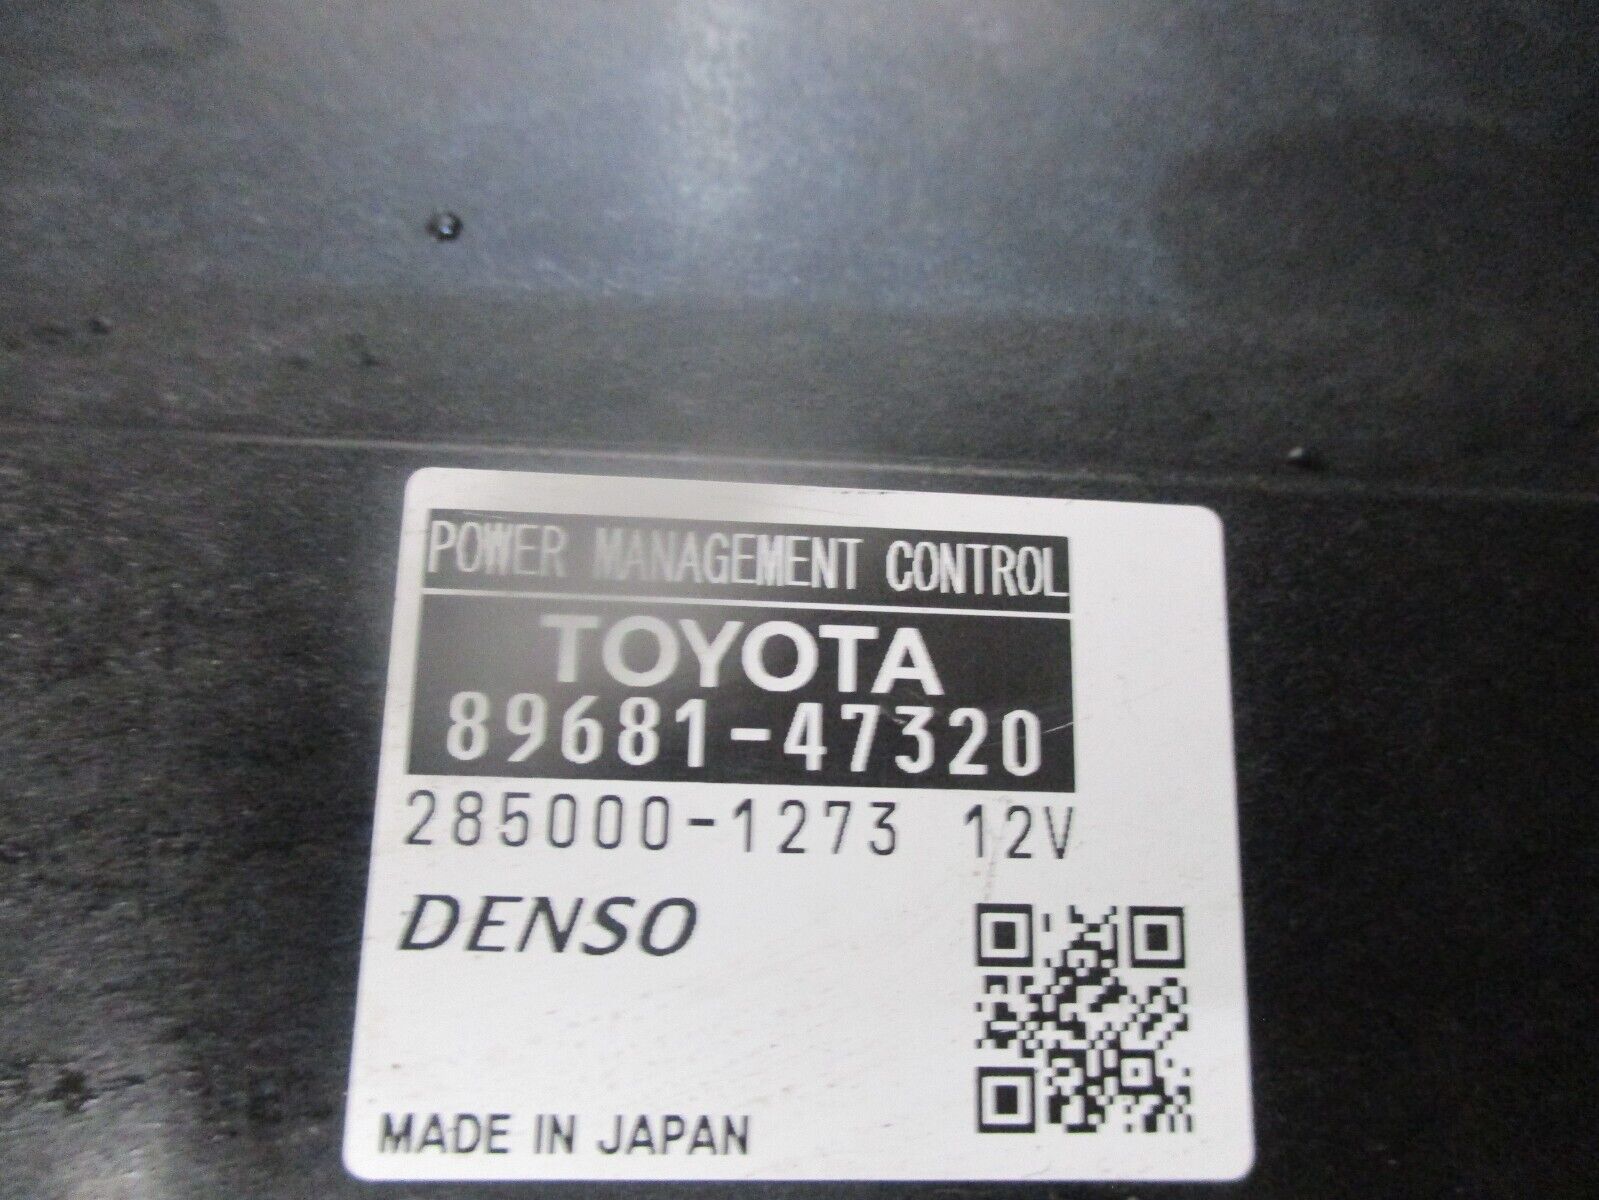 POWER MANAGEMENT CONTROL
TOYOTA
89681-47320
285000-1273 12V
DENSO
MADE IN JAPAN